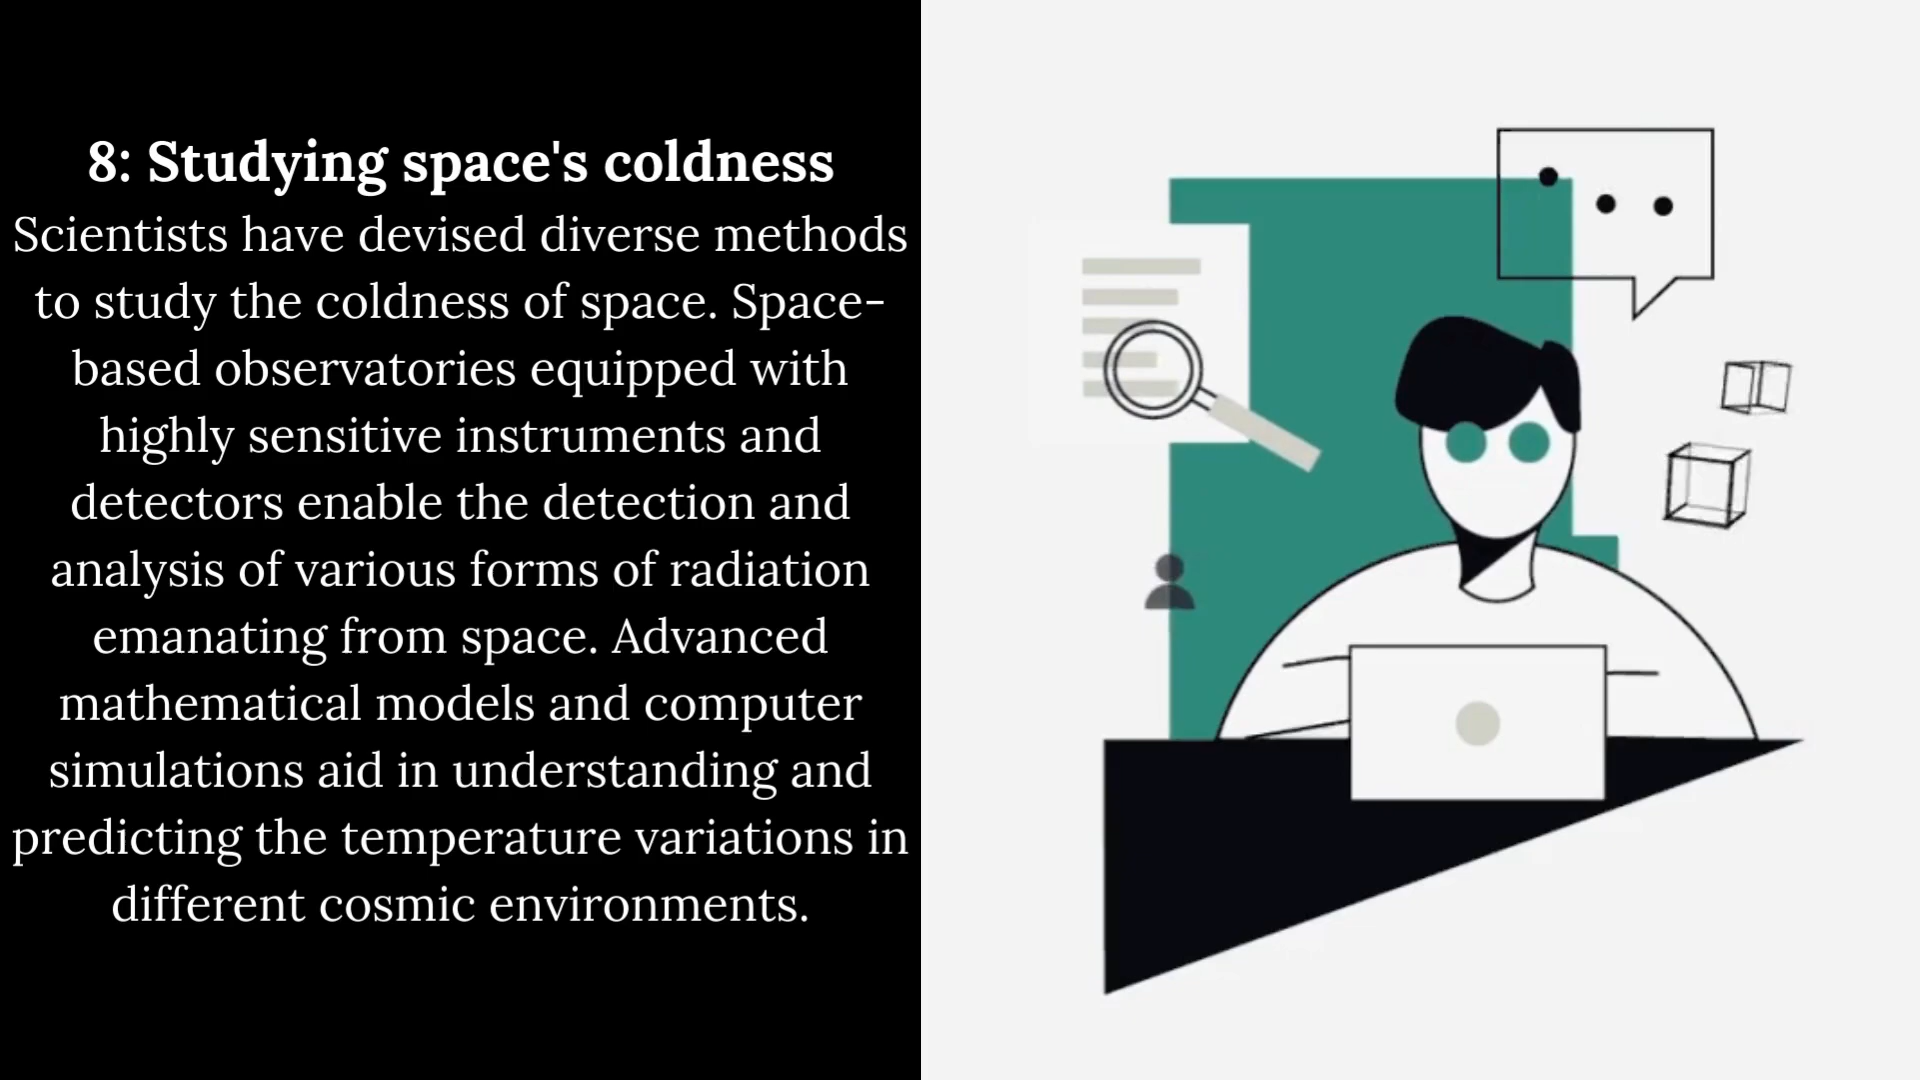 8: Studying space's coldness
Scientists have devised diverse methods
to study the coldness of space. Space-
based observatories equipped with
highly sensitive instruments and
detectors enable the detection and
analysis of various forms of radiation
emanating from space. Advanced
mathematical models and computer
simulations aid in understanding and
predicting the temperature variations in
different cosmic environments.